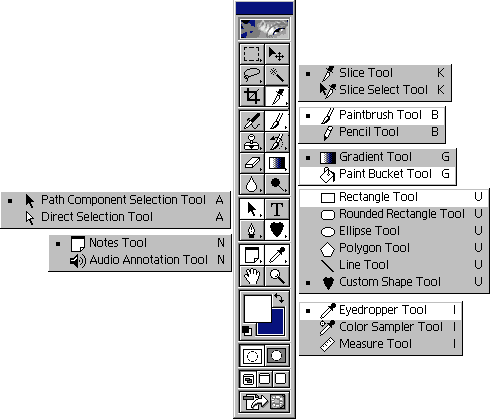 Slice Tool K
Slice Select Tool K
Paintbrush Tool B
Pencil Tool B
Gradient Tool G
Paint Bucket Tool G
Path Component Selection Tool A
Direct Selection Tool A
Notes Tool N
Audio Annotation Tool N
T
Rectangle Tool U
Rounded Rectangle Tool U
Ellipse Tool U
Polygon Tool U
Line Tool U
Custom Shape Tool U
Eyedropper Tool I
Color Sampler Tool I
Measure Tool I